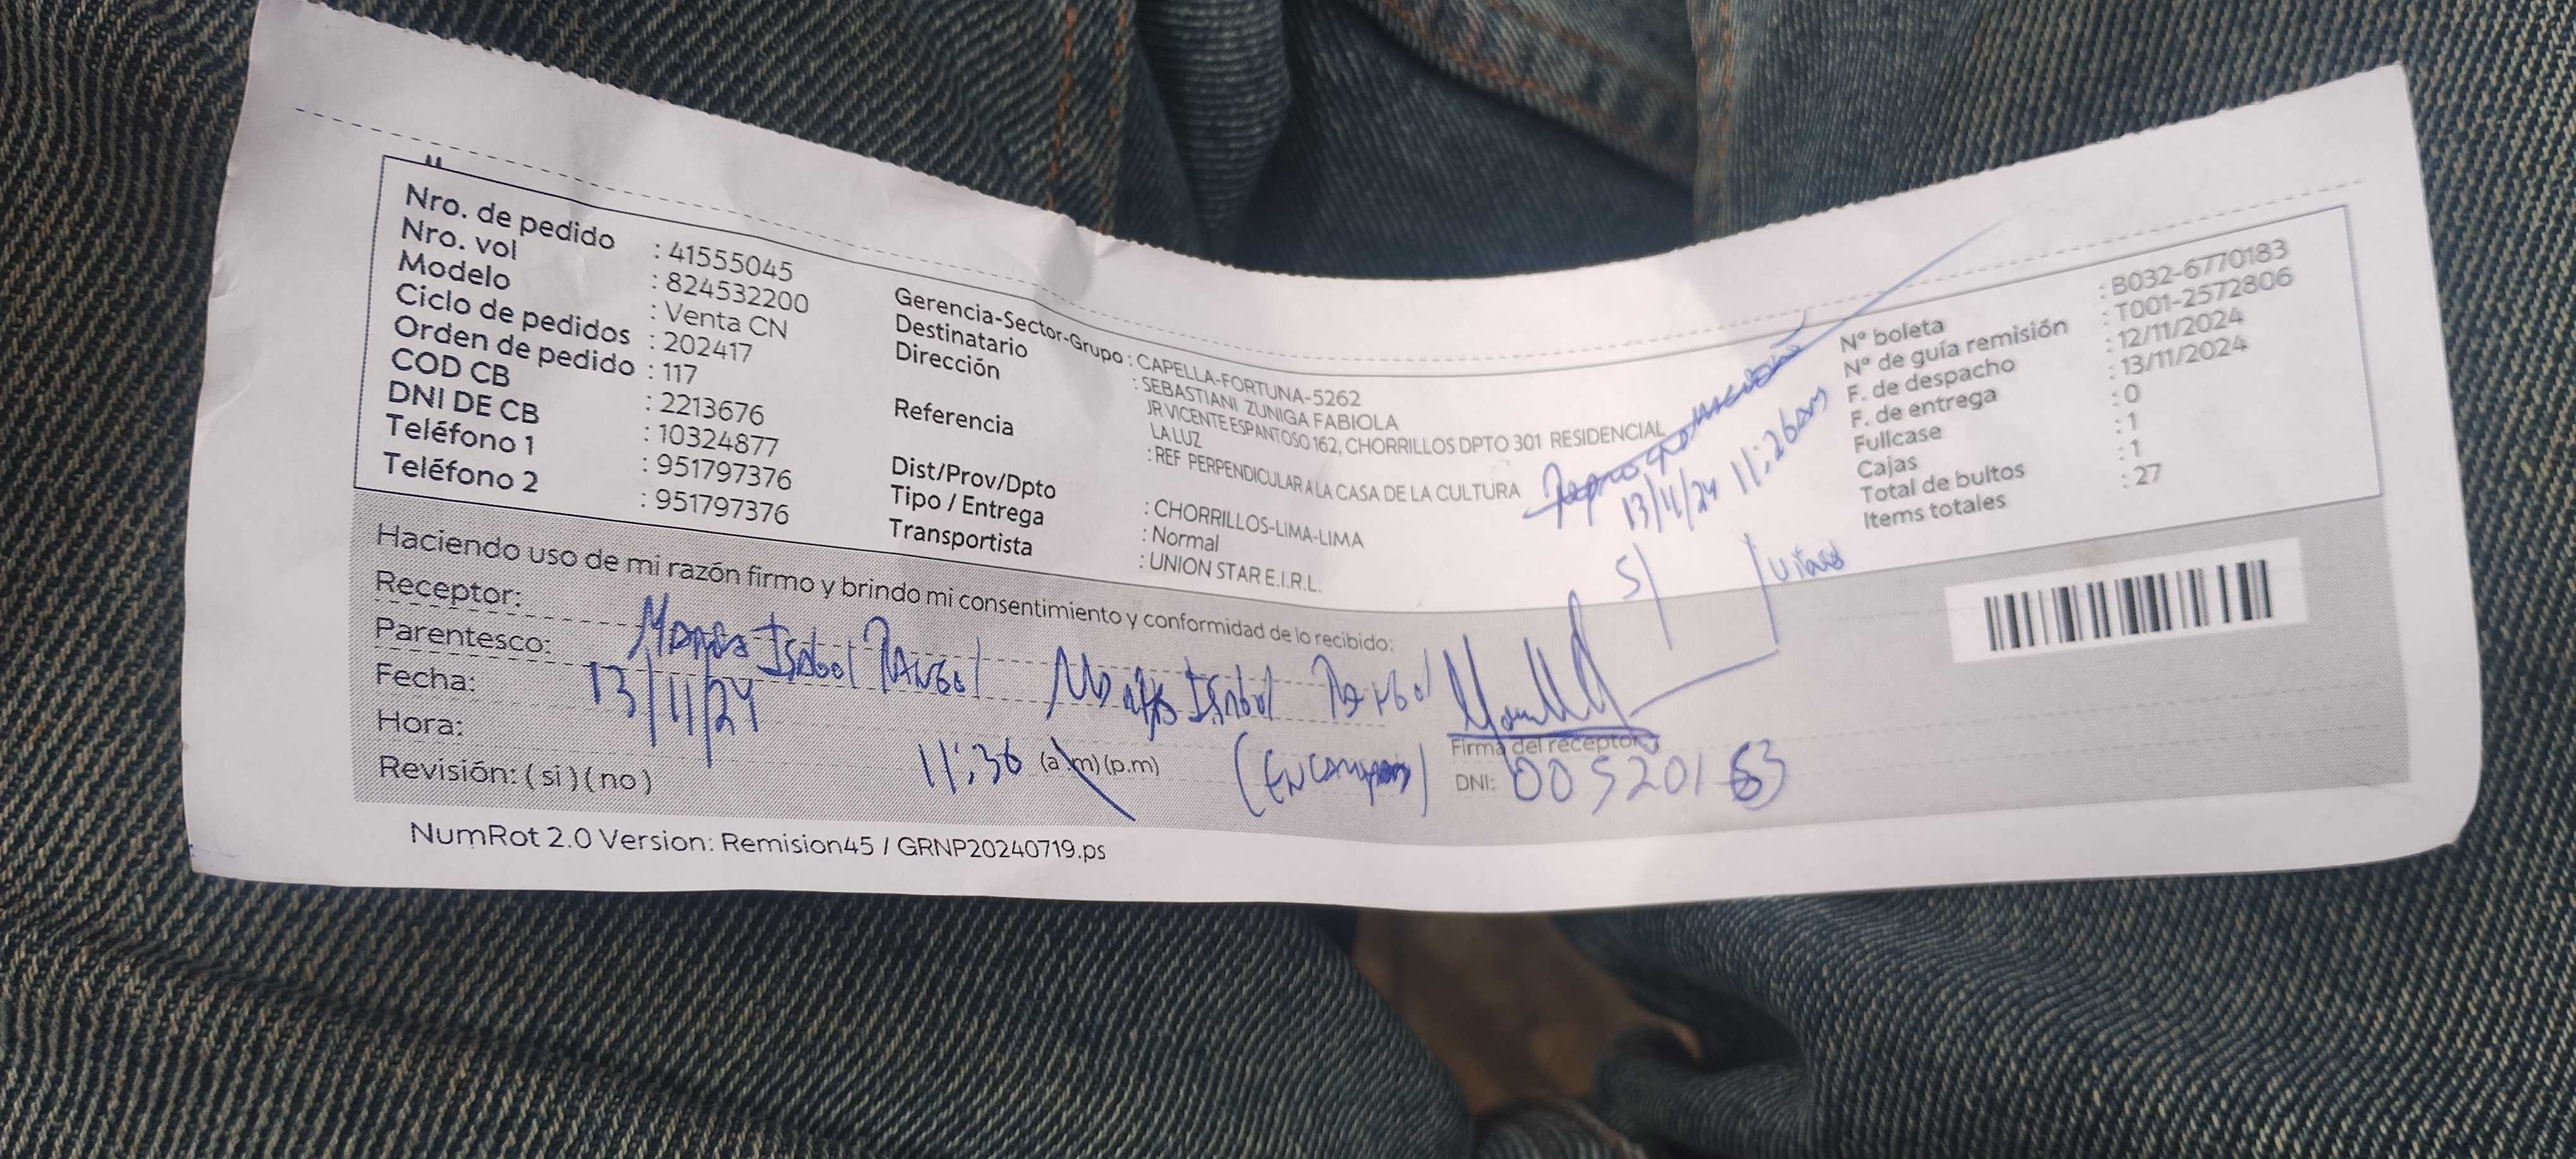 Nro. de pedido : 41555045
Nro. vol : 824532200
Modelo : Venta CN
Ciclo de pedidos : 202417
Orden de pedido : 117
COD CB : 2213676
DNI DE CB : 10324877
Teléfono 1 : 951797376
Teléfono 2 : 951797376
Gerencia-Sector-Grupo : CAPELLA-FORTUNA-5262
Destinatario : SEBASTIANI ZUNIGA FABIOLA
Dirección JR VICENTE ESPANTOSO 162, CHORRILLOS DPTO 301 RESIDENCIAL
LA LUZ
Referencia : REF PERPENDICULAR A LA CASA DE LA CULTURA
Dist/Prov/Dpto : CHORRILLOS-LIMA-LIMA
Tipo / Entrega : Normal
Transportista : UNION STAR E.I.R.L.
13/11/24 11:26am
S/
Nº boleta : B032-6770183
Nº de guía remisión : T001-2572806
F. de despacho : 12/11/2024
F. de entrega : 13/11/2024
Fullcase : 0
Cajas : 1
Total de bultos : 1
Items totales : 27
Haciendo uso de mi razón firmo y brindo mi consentimiento y conformidad de lo recibido:
Receptor: Isabel
Parentesco:
Isabel
Fecha: 13/11/24
Hora: 11:36 (a.m) (p.m)
Revisión: ( si ) ( no )
Firma del receptor
DNI: 005201
NumRot 2.0 Version: Remision45 / GRNP20240719.ps